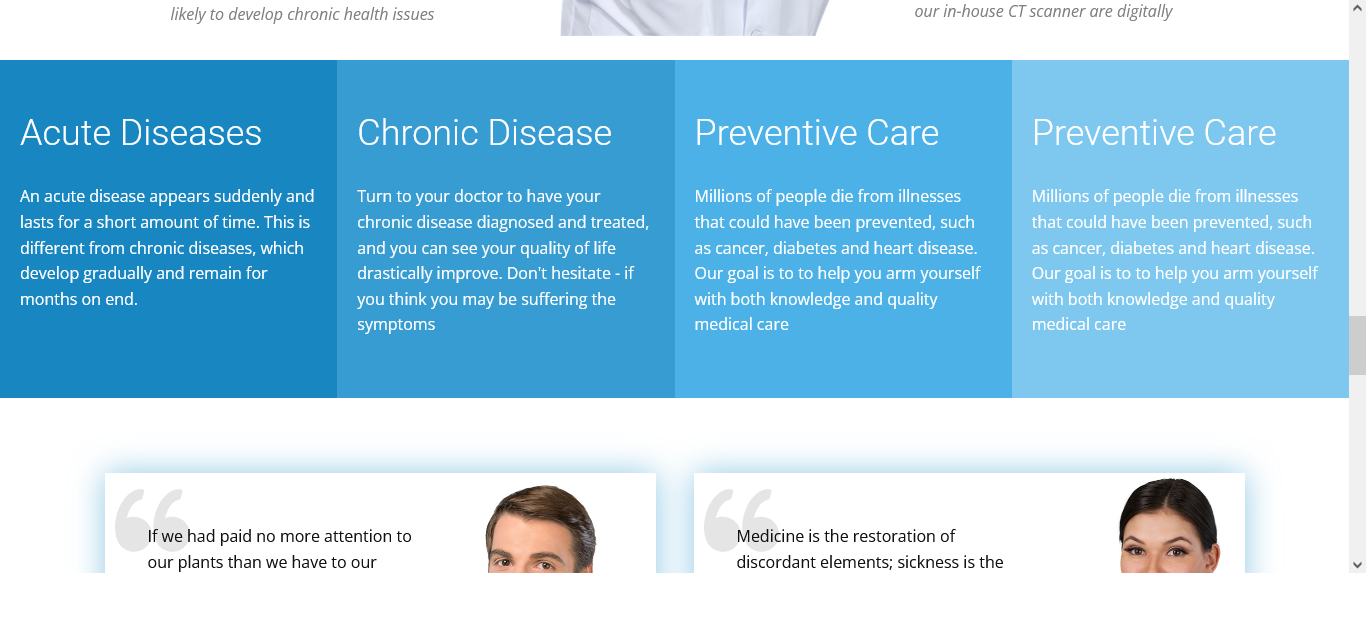 likely to develop chronic health issues
our in-house CT scanner are digitally
Acute Diseases
An acute disease appears suddenly and
lasts for a short amount of time. This is
different from chronic diseases, which
develop gradually and remain for
months on end.
Chronic Disease
Turn to your doctor to have your
chronic disease diagnosed and treated,
and you can see your quality of life
drastically improve. Don't hesitate - if
you think you may be suffering the
symptoms
Preventive Care
Millions of people die from illnesses
that could have been prevented, such
as cancer, diabetes and heart disease.
Our goal is to to help you arm yourself
with both knowledge and quality
medical care
Preventive Care
Millions of people die from illnesses
that could have been prevented, such
as cancer, diabetes and heart disease.
Our goal is to to help you arm yourself
with both knowledge and quality
medical care
If we had paid no more attention to
our plants than we have to our
Medicine is the restoration of
discordant elements; sickness is the